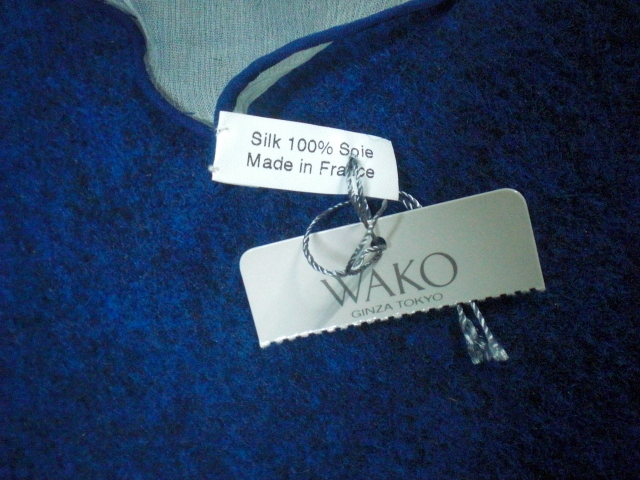 Silk 100% Soie
Made in France
WAKO
GINZA TOKYO